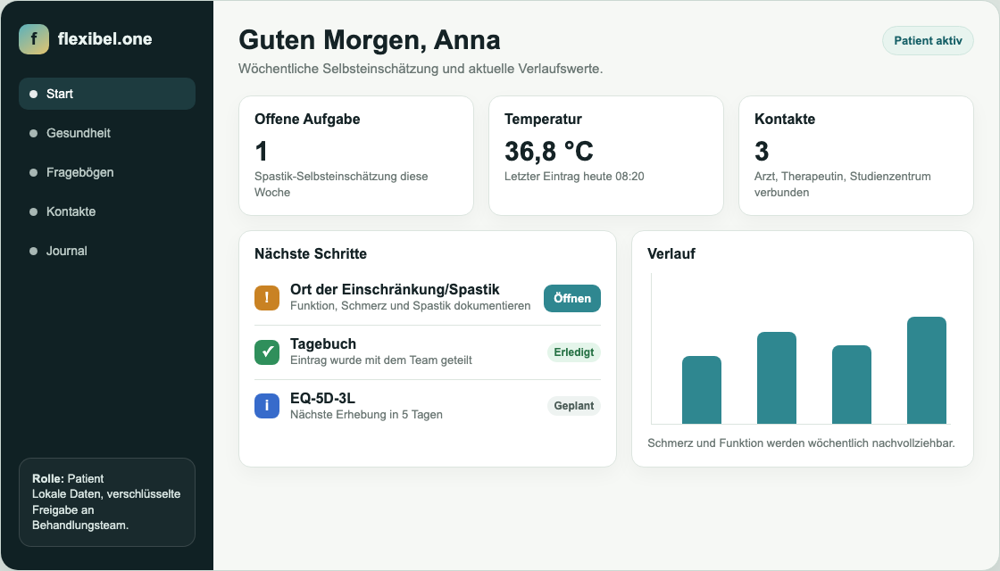 f flexibel.one
Start
Gesundheit
Fragebögen
Kontakte
Journal
Rolle: Patient
Lokale Daten, verschlüsselte
Freigabe an
Behandlungsteam.
Guten Morgen, Anna
Wöchentliche Selbsteinschätzung und aktuelle Verlaufswerte.
Patient aktiv
Offene Aufgabe
1
Spastik-Selbsteinschätzung diese
Woche
Temperatur
36,8 °C
Letzter Eintrag heute 08:20
Kontakte
3
Arzt, Therapeutin, Studienzentrum
verbunden
Nächste Schritte
! Ort der Einschränkung/Spastik
Funktion, Schmerz und Spastik dokumentieren
Öffnen
✓ Tagebuch
Eintrag wurde mit dem Team geteilt
Erledigt
i EQ-5D-3L
Nächste Erhebung in 5 Tagen
Geplant
Verlauf
Schmerz und Funktion werden wöchentlich nachvollziehbar.